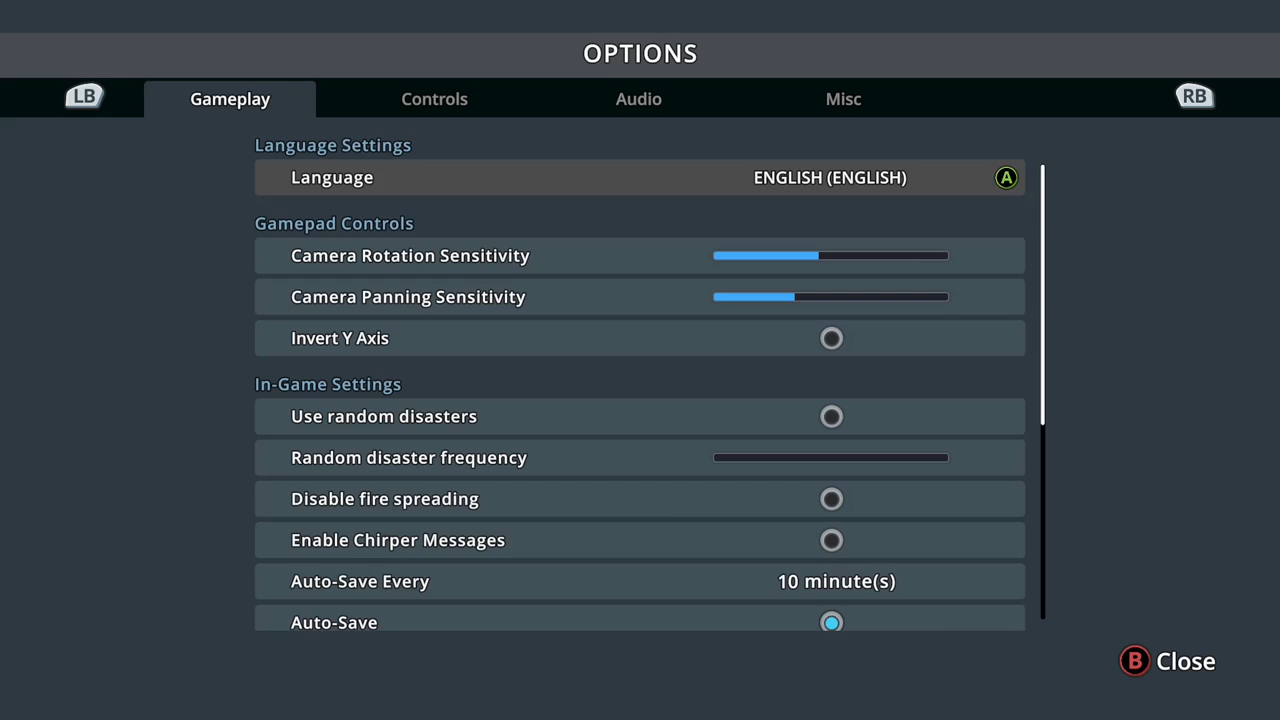 OPTIONS
LB Gameplay Controls Audio Misc RB
Language Settings
Language ENGLISH (ENGLISH) A
Gamepad Controls
Camera Rotation Sensitivity
Camera Panning Sensitivity
Invert Y Axis
In-Game Settings
Use random disasters
Random disaster frequency
Disable fire spreading
Enable Chirper Messages
Auto-Save Every 10 minute(s)
Auto-Save
B Close